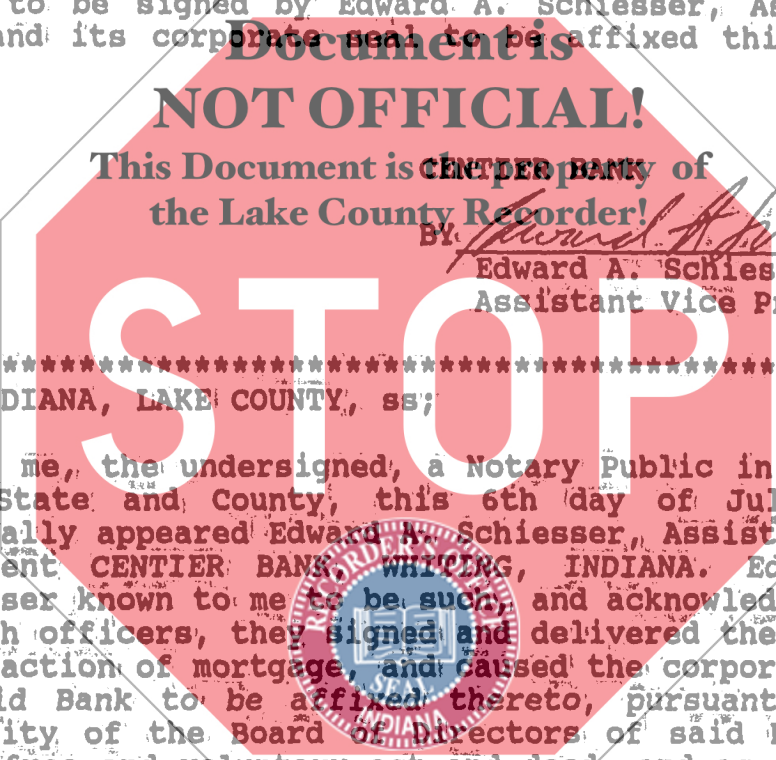 to be signed by Edward A. Schiesser, As
and its corporate seal to be affixed thi
Document is
NOT OFFICIAL!
This Document is the property of
the Lake County Recorder!
CENTIER BANK
BY
Edward A. Schies
Assistant Vice P
STOP
DIANA, LAKE COUNTY, ss;
me, the undersigned, a Notary Public in
State and County, this 6th day of Jul
ally appeared Edward A. Schiesser, Assist
ent CENTIER BANK, WHITING, INDIANA. Ed
ser known to me to be such, and acknowled
h officers, they signed and delivered the
action of mortgage, and caused the corpor
ld Bank to be affixed thereto, pursuant
ity of the Board of Directors of said
RECORDER
INDIANA